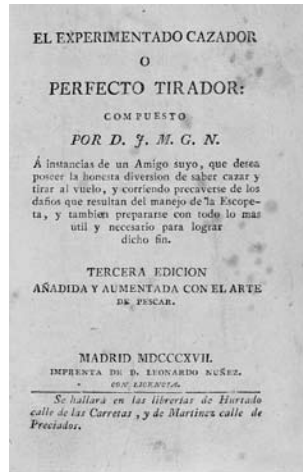 EL EXPERIMENTADO CAZADOR
O
PERFECTO TIRADOR:
COMPUESTO
POR D. J. M. G. N.
Á instancias de un Amigo suyo, que desea
poseer la honesta diversion de saber cazar y
tirar al vuelo, y corriendo precaverse de los
daños que resultan del manejo de la Escope-
ta, y tambien prepararse con todo lo mas
util y necesario para lograr
dicho fin.
TERCERA EDICION
AÑADIDA Y AUMENTADA CON EL ARTE
DE PESCAR.
MADRID MDCCCXVII.
IMPRENTA DE D. LEONARDO NUÑEZ.
CON LICENCIA.
Se hallará en las librerias de Hurtado
calle de las Carretas, y de Martinez calle de
Preciados.